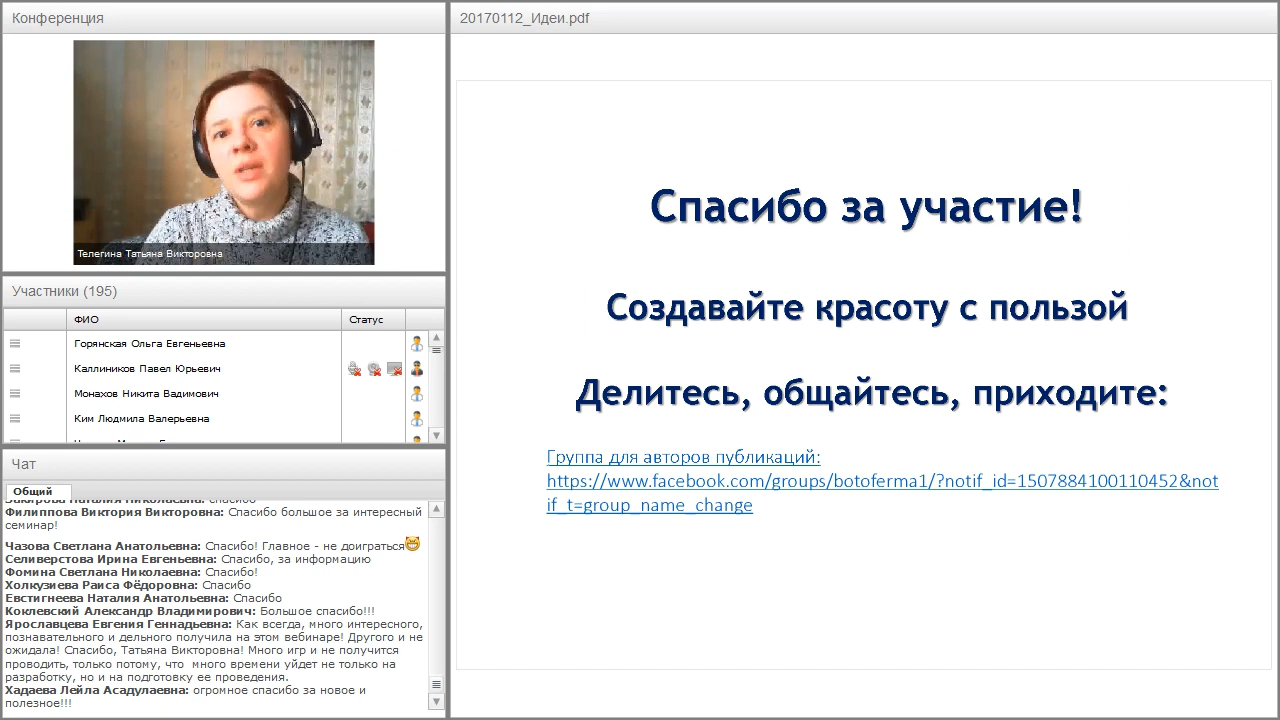 Конференция
Телегина Татьяна Викторовна
Участники (195)
ФИО
Статус
Горянская Ольга Евгеньевна
Каллиников Павел Юрьевич
Монахов Никита Вадимович
Ким Людмила Валерьевна
Чат
Общий
Закирова Наталия Николаевна: спасибо
Филиппова Виктория Викторовна: Спасибо большое за интересный
семинар!
Чазова Светлана Анатольевна: Спасибо! Главное - не доиграться
Селиверстова Ирина Евгеньевна: Спасибо, за информацию
Фомина Светлана Николаевна: Спасибо!
Холкузиева Раиса Фёдоровна: Спасибо
Евстигнеева Наталия Анатольевна: Спасибо
Коклевский Александр Владимирович: Большое спасибо!!!
Ярославцева Евгения Геннадьевна: Как всегда, много интересного,
познавательного и дельного получила на этом вебинаре! Другого и не
ожидала! Спасибо, Татьяна Викторовна! Много игр и не получится
проводить, только потому, что много времени уйдет не только на
разработку, но и на подготовку ее проведения.
Хадаева Лейла Асадулаевна: огромное спасибо за новое и
полезное!!!
20170112_Идеи.pdf
Спасибо за участие!
Создавайте красоту с пользой
Делитесь, общайтесь, приходите:
Группа для авторов публикаций:
https://www.facebook.com/groups/botoferma1/?notif_id=1507884100110452&not
if_t=group_name_change